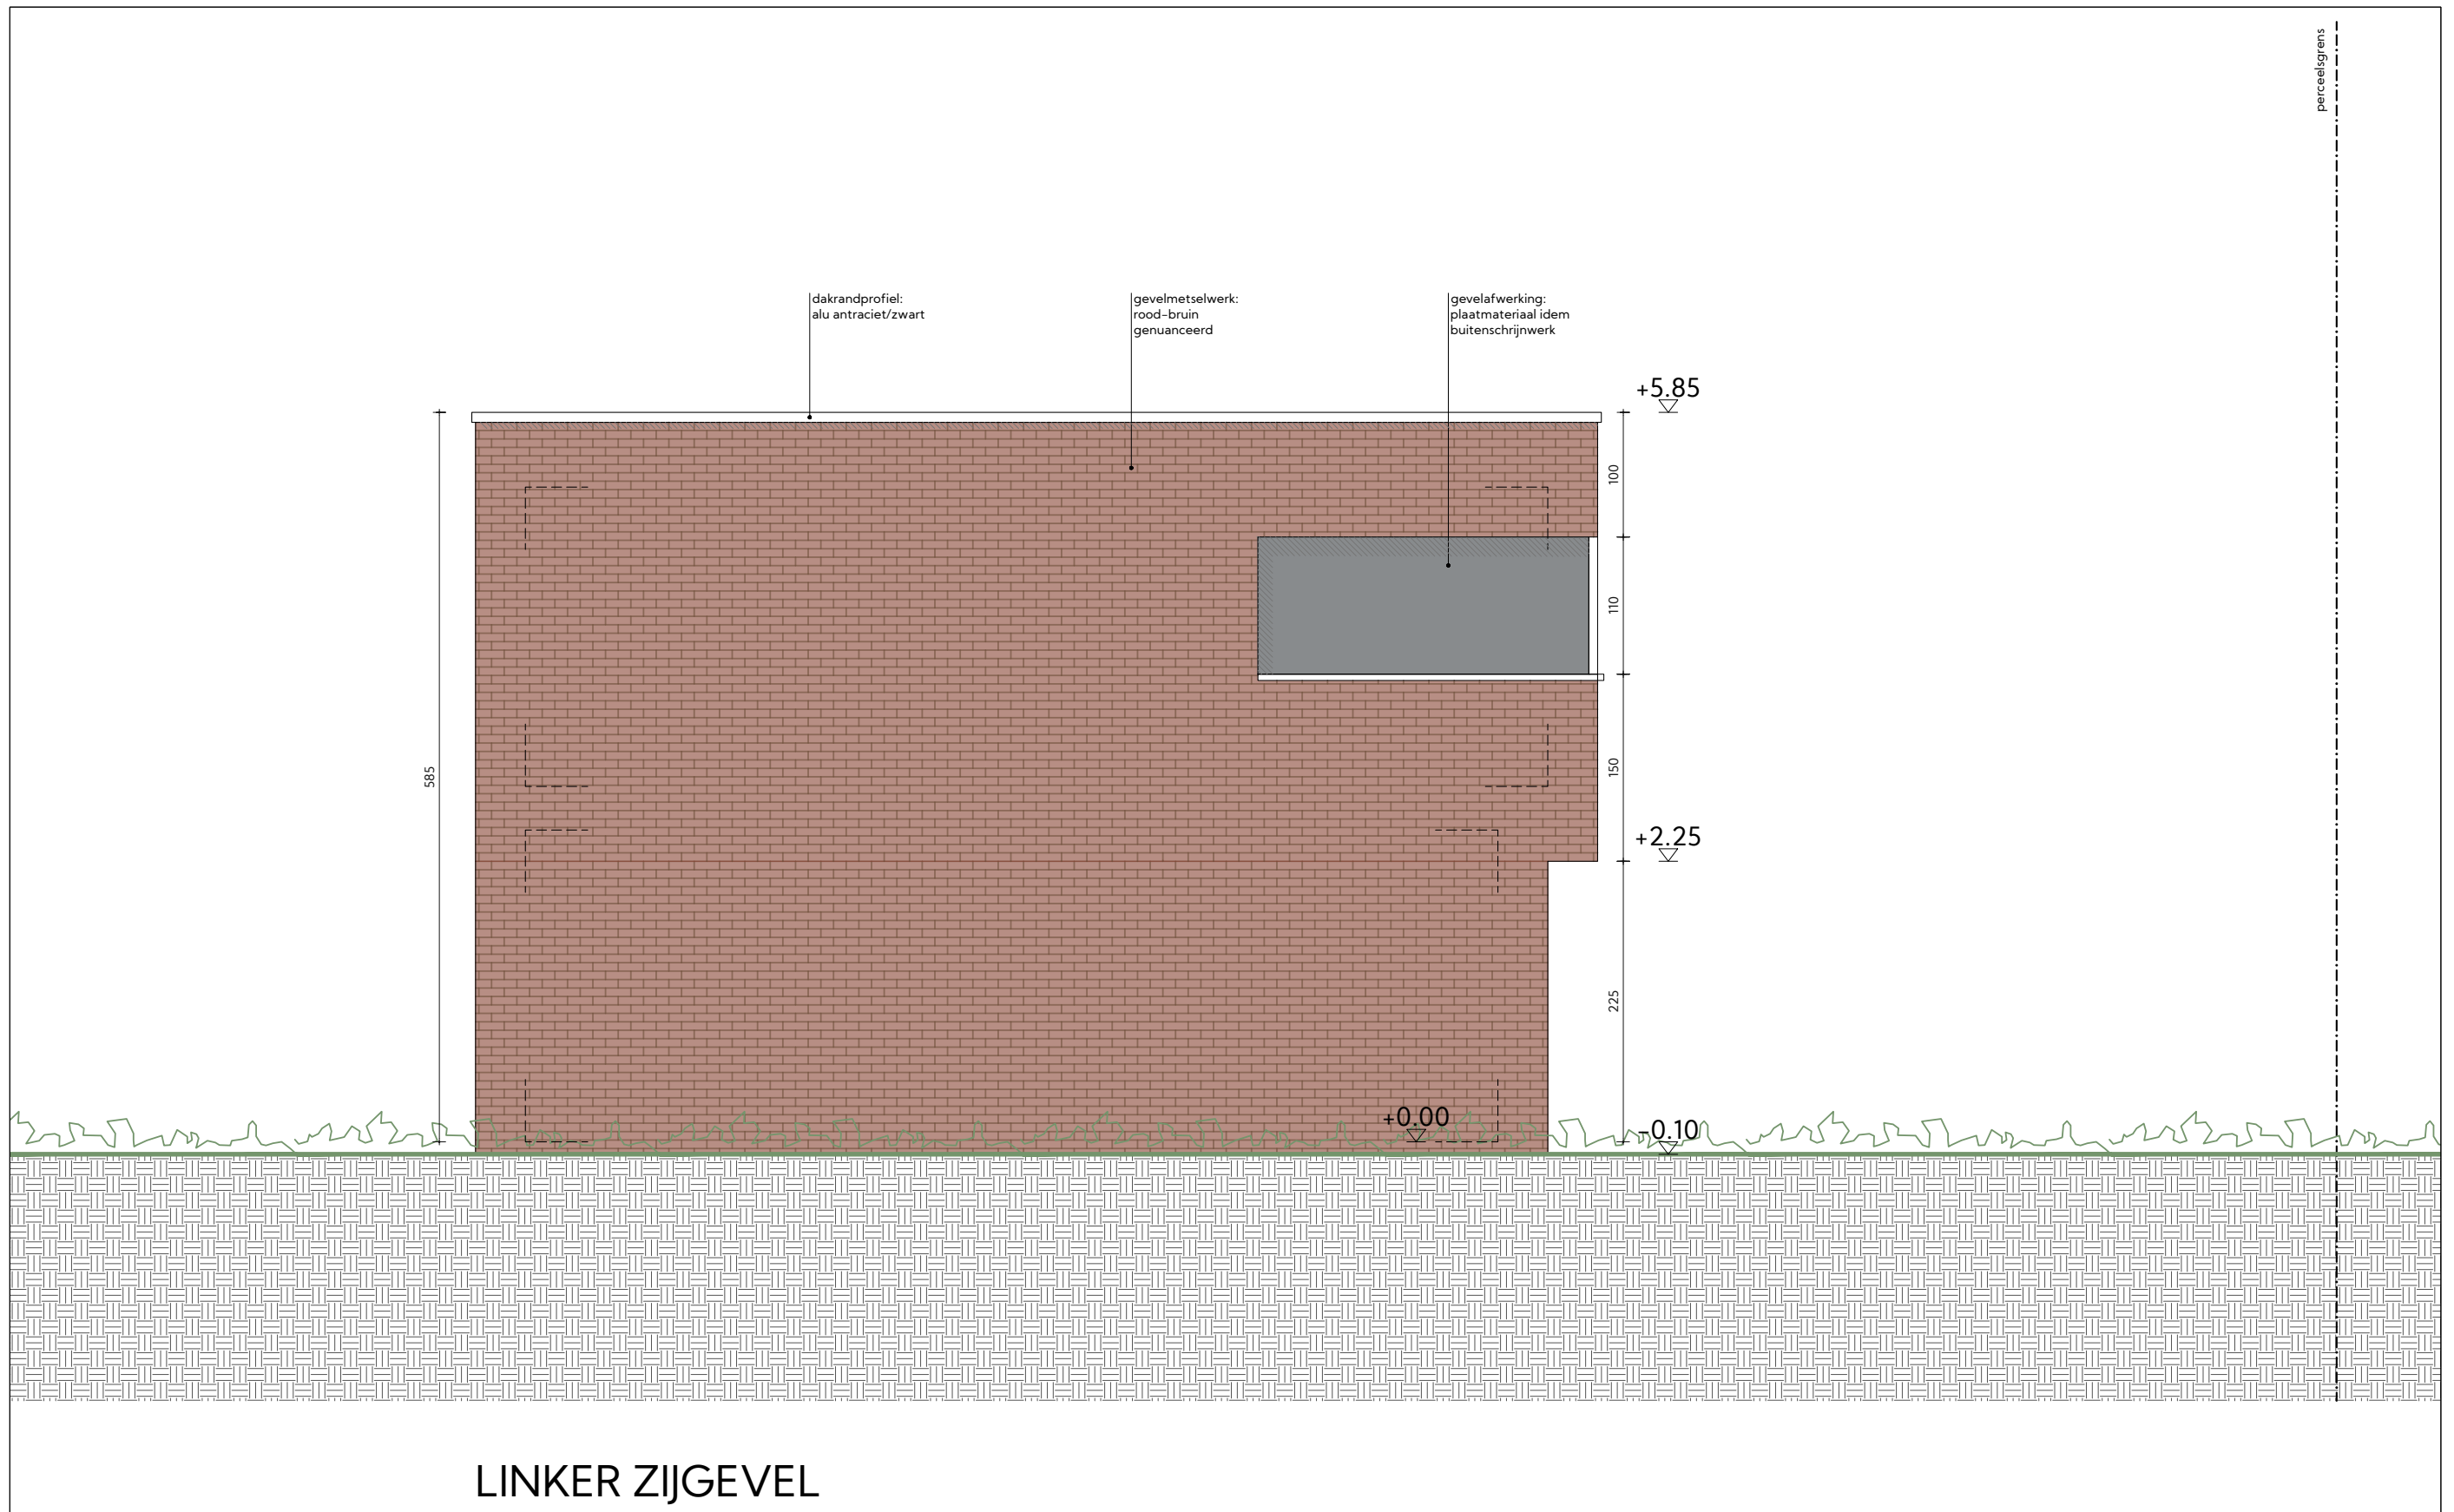 perceelsgrens
dakrandprofiel:
alu antraciet/zwart
gevelmetselwerk:
rood-bruin
genuanceerd
gevelafwerking:
plaatmateriaal idem
buitenschrijnwerk
+5.85
100
110
585
150
+2.25
225
+0.00
-0.10
LINKER ZIJGEVEL